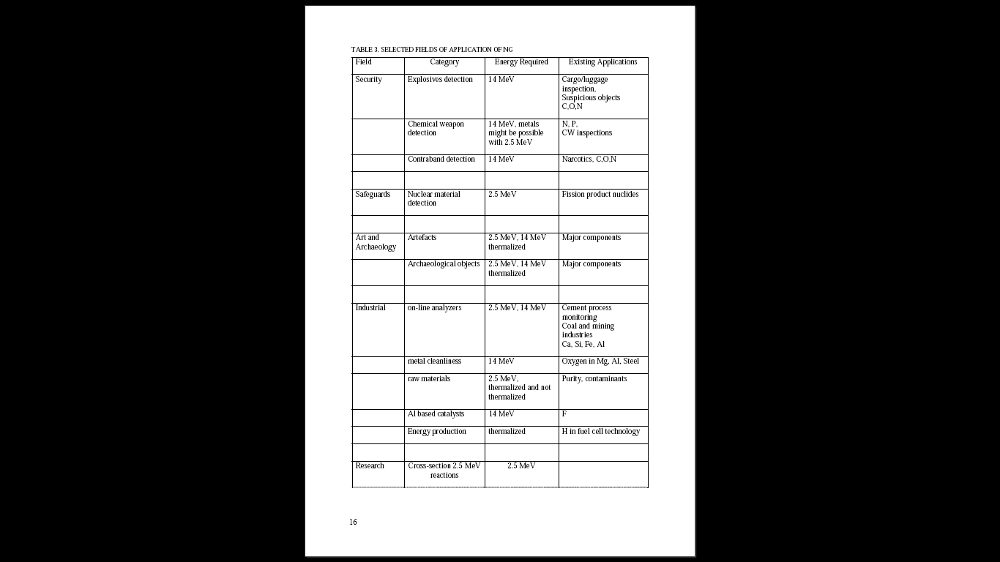 TABLE 3. SELECTED FIELDS OF APPLICATION OF NG
Field Category Energy Required Existing Applications
Security Explosives detection 14 MeV Cargo/luggage
inspection,
Suspicious objects
C,O,N
Chemical weapon 14 MeV, metals N, P,
detection might be possible CW inspections
with 2.5 MeV
Contraband detection 14 MeV Narcotics, C,O,N
Safeguards Nuclear material 2.5 MeV Fission product nuclides
detection
Art and Artefacts 2.5 MeV, 14 MeV Major components
Archaeology thermalized
Archaeological objects 2.5 MeV, 14 MeV Major components
thermalized
Industrial on-line analyzers 2.5 MeV, 14 MeV Cement process
monitoring
Coal and mining
industries
Ca, Si, Fe, Al
metal cleanliness 14 MeV Oxygen in Mg, Al, Steel
raw materials 2.5 MeV, Purity, contaminants
thermalized and not
thermalized
Al based catalysts 14 MeV F
Energy production thermalized H in fuel cell technology
Research Cross-section 2.5 MeV 2.5 MeV
reactions
16